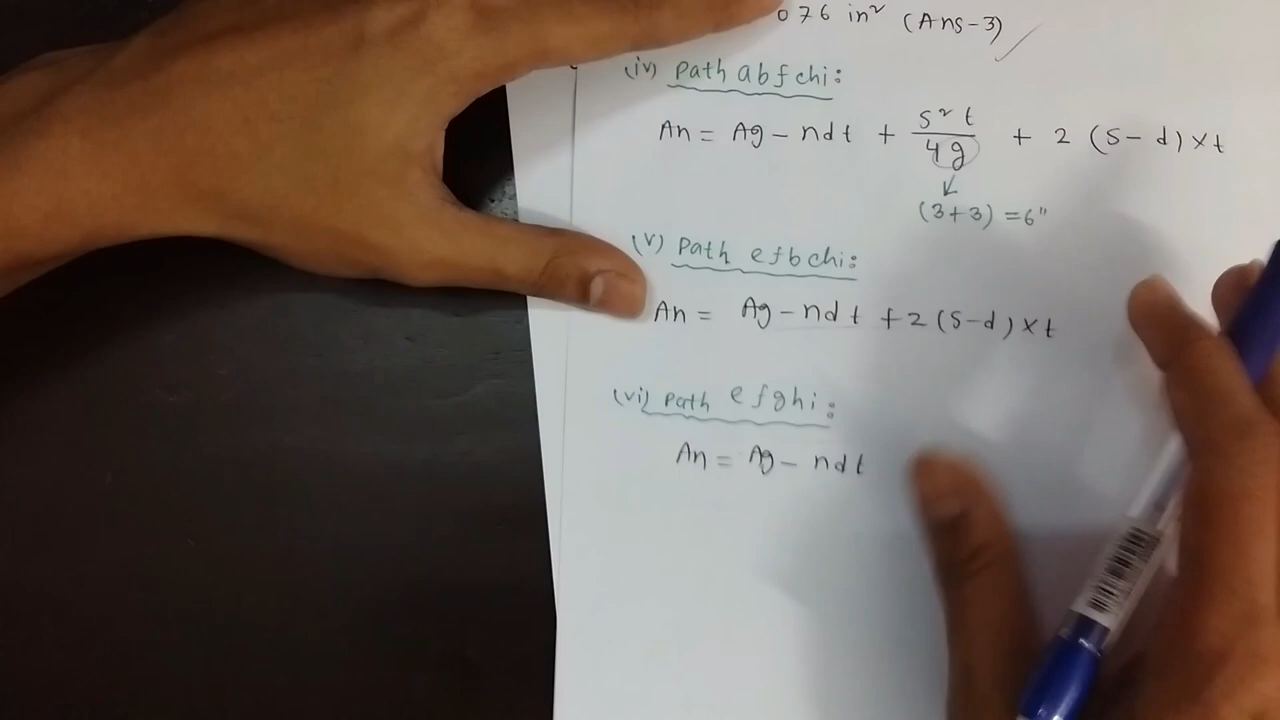 076 in² (Ans-3)
(iv) Path abfchi:
An = Ag - ndt + s²t/4g + 2 (s-d) × t
(3+3) = 6"
(v) Path efbchi:
An = Ag - ndt + 2 (s-d) × t
(vi) Path efghi:
An = Ag - ndt